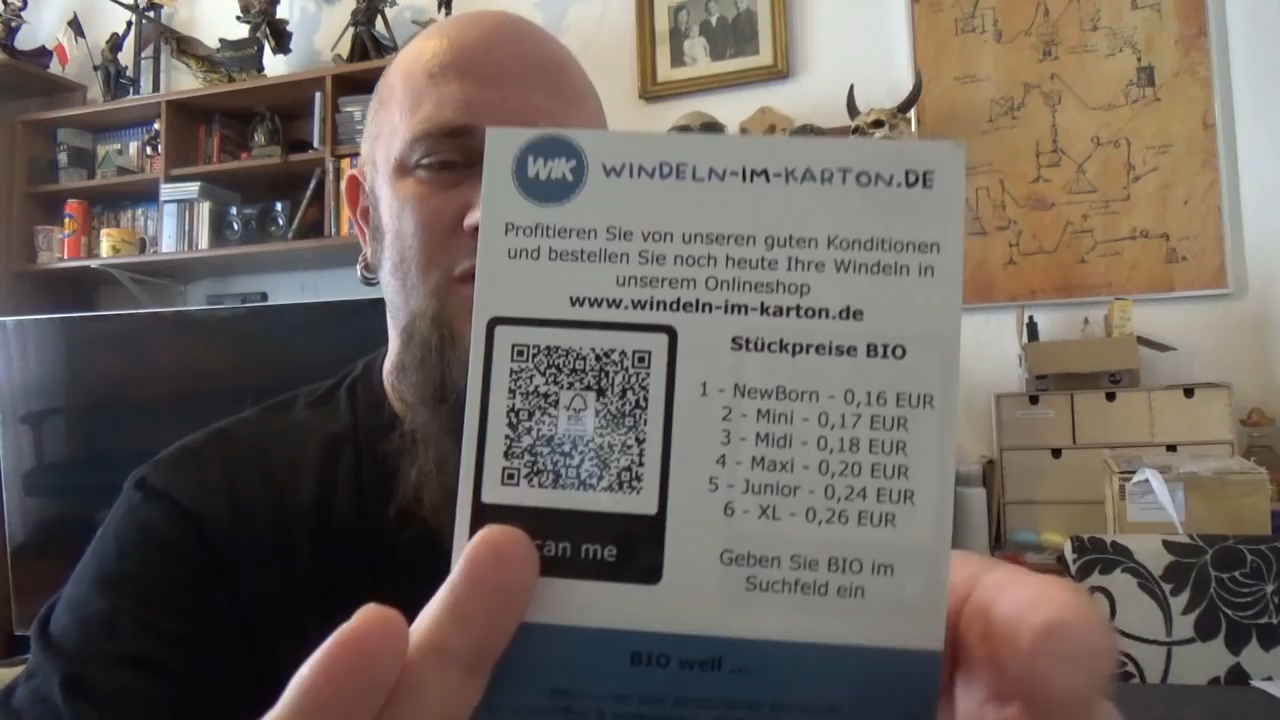 WIK WINDELN-IM-KARTON.DE
Profitieren Sie von unseren guten Konditionen
und bestellen Sie noch heute Ihre Windeln in
unserem Onlineshop
www.windeln-im-karton.de
Stückpreise BIO
1 - NewBorn - 0,16 EUR
2 - Mini - 0,17 EUR
3 - Midi - 0,18 EUR
4 - Maxi - 0,20 EUR
5 - Junior - 0,24 EUR
6 - XL - 0,26 EUR
can me
Geben Sie BIO im
Suchfeld ein
BIO weil ...